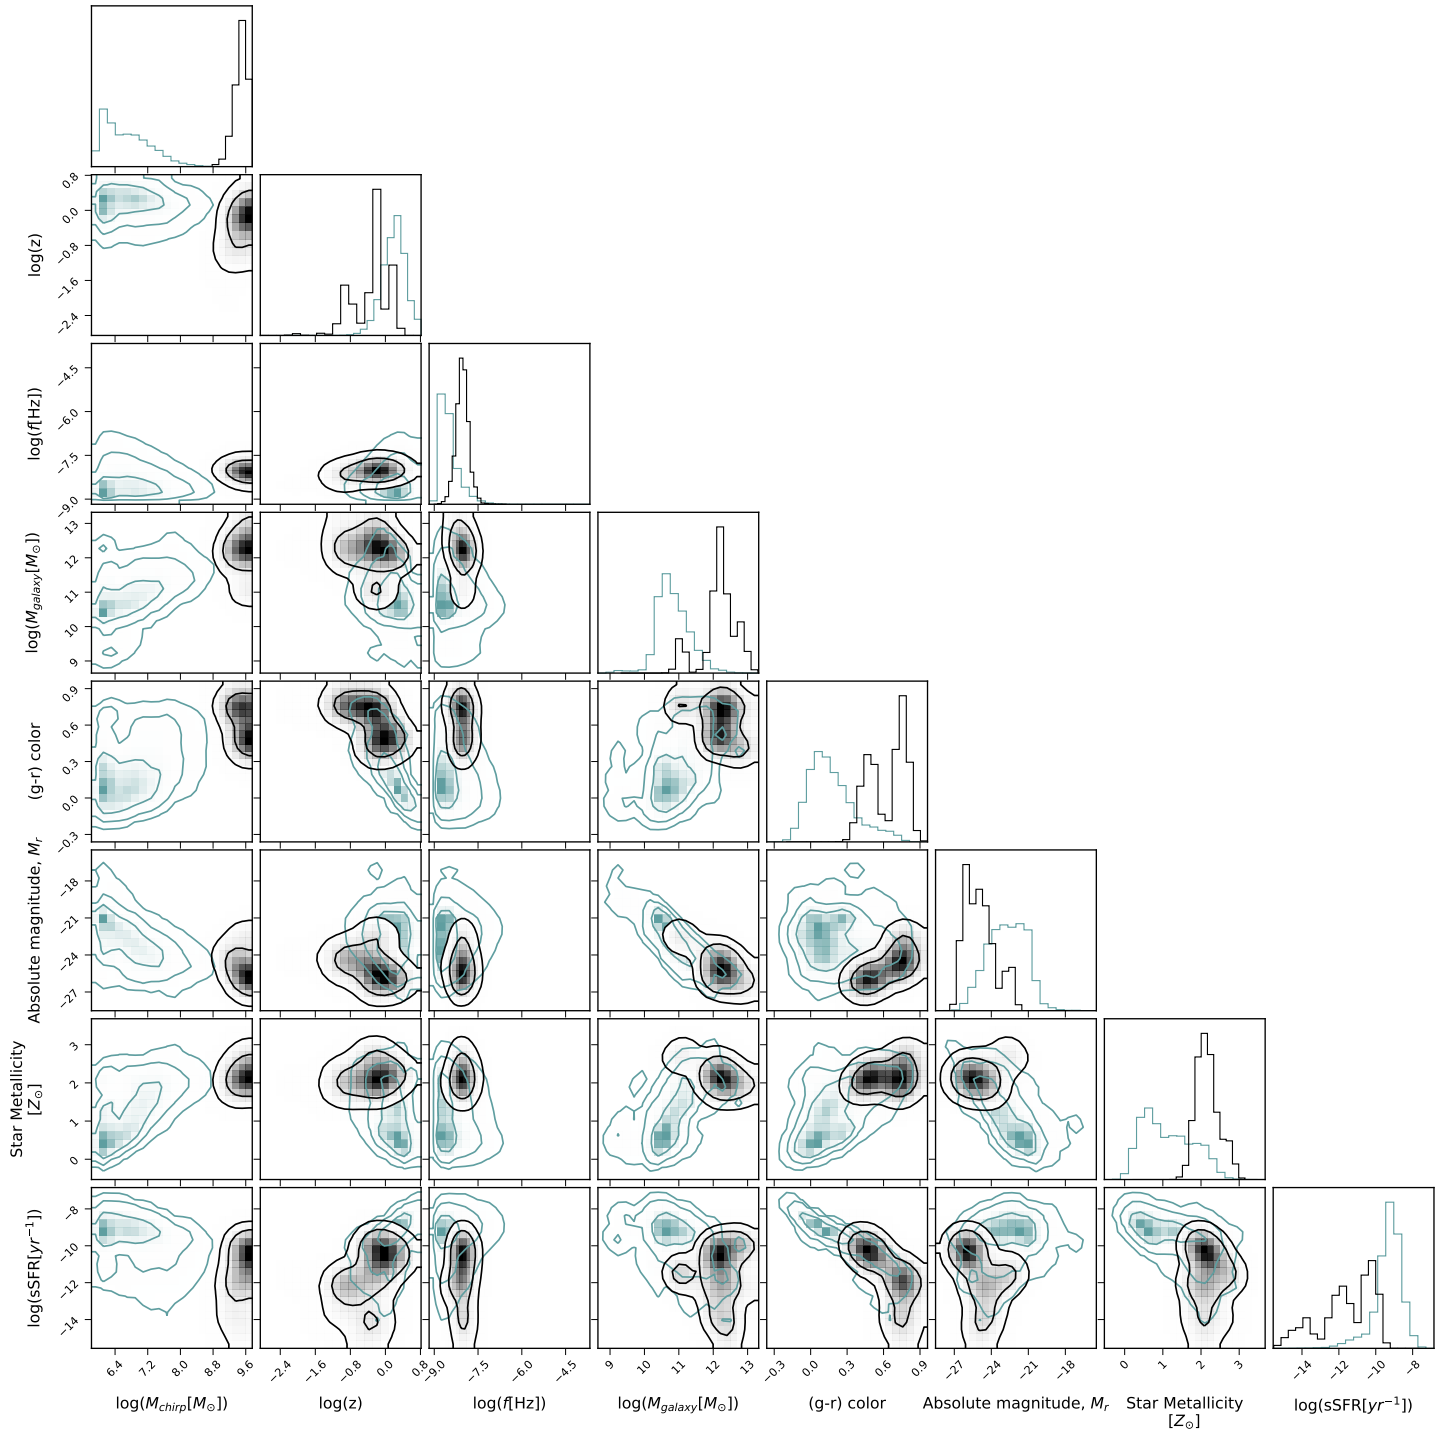 0.8
0.0
−0.8
−1.6
−2.4
log(z)
−4.5
−6.0
−7.5
−9.0
log(f[Hz])
13
12
11
10
9
log(M_galaxy[M_⊙])
0.9
0.6
0.3
0.0
−0.3
(g-r) color
−18
−21
−24
−27
Absolute magnitude, M_r
3
2
1
0
Star Metallicity
[Z_⊙]
−8
−10
−12
−14
log(sSFR[yr^−1])
6.4 7.2 8.0 8.8 9.6
log(M_chirp[M_⊙])
−2.4 −1.6 −0.8 0.0 0.8
log(z)
−9.0 −7.5 −6.0 −4.5
log(f[Hz])
9 10 11 12 13
log(M_galaxy[M_⊙])
−0.3 0.0 0.3 0.6 0.9
(g-r) color
−27 −24 −21 −18
Absolute magnitude, M_r
0 1 2 3
Star Metallicity
[Z_⊙]
−14 −12 −10 −8
log(sSFR[yr^−1])